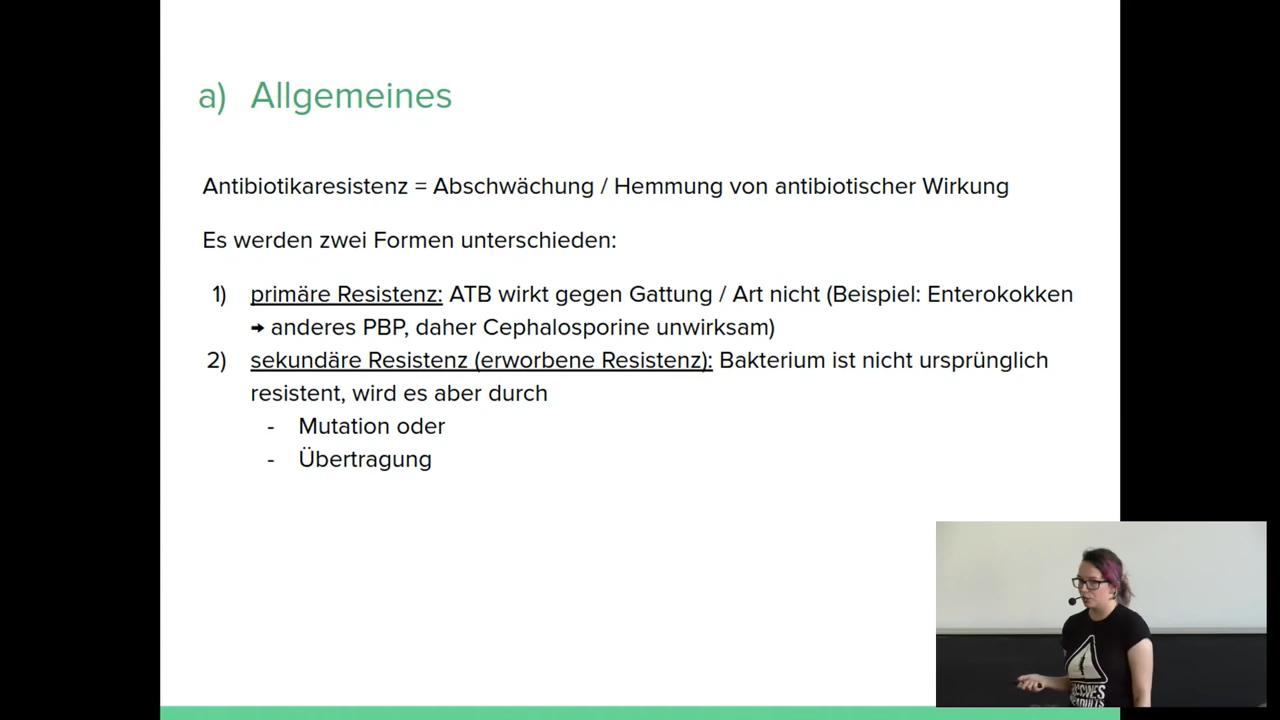 a) Allgemeines
Antibiotikaresistenz = Abschwächung / Hemmung von antibiotischer Wirkung
Es werden zwei Formen unterschieden:
1) primäre Resistenz: ATB wirkt gegen Gattung / Art nicht (Beispiel: Enterokokken
➞ anderes PBP, daher Cephalosporine unwirksam)
2) sekundäre Resistenz (erworbene Resistenz): Bakterium ist nicht ursprünglich
resistent, wird es aber durch
- Mutation oder
- Übertragung